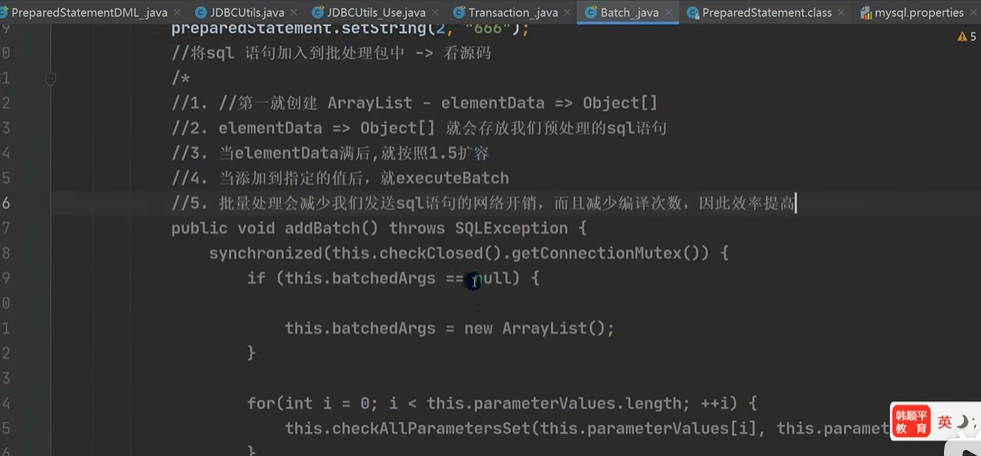 PreparedStatementDML_.java × JDBCUtils.java × JDBCUtils_Use.java × Transaction_.java × Batch_.java × PreparedStatement.class × mysql.properties ×
9 preparedStatement.setString(2, "666");
5
0 //将sql 语句加入到批处理包中 -> 看源码
1 /*
2 //1. //第一就创建 ArrayList - elementData => Object[]
3 //2. elementData => Object[] 就会存放我们预处理的sql语句
4 //3. 当elementData满后,就按照1.5扩容
5 //4. 当添加到指定的值后，就executeBatch
6 //5. 批量处理会减少我们发送sql语句的网络开销，而且减少编译次数，因此效率提高
7 public void addBatch() throws SQLException {
8 synchronized(this.checkClosed().getConnectionMutex()) {
9 if (this.batchedArgs == null) {
0
1 this.batchedArgs = new ArrayList();
2 }
3
4 for(int i = 0; i < this.parameterValues.length; ++i) {
5 this.checkAllParametersSet(this.parameterValues[i], this.parame
6 }
韩顺平
教育
英